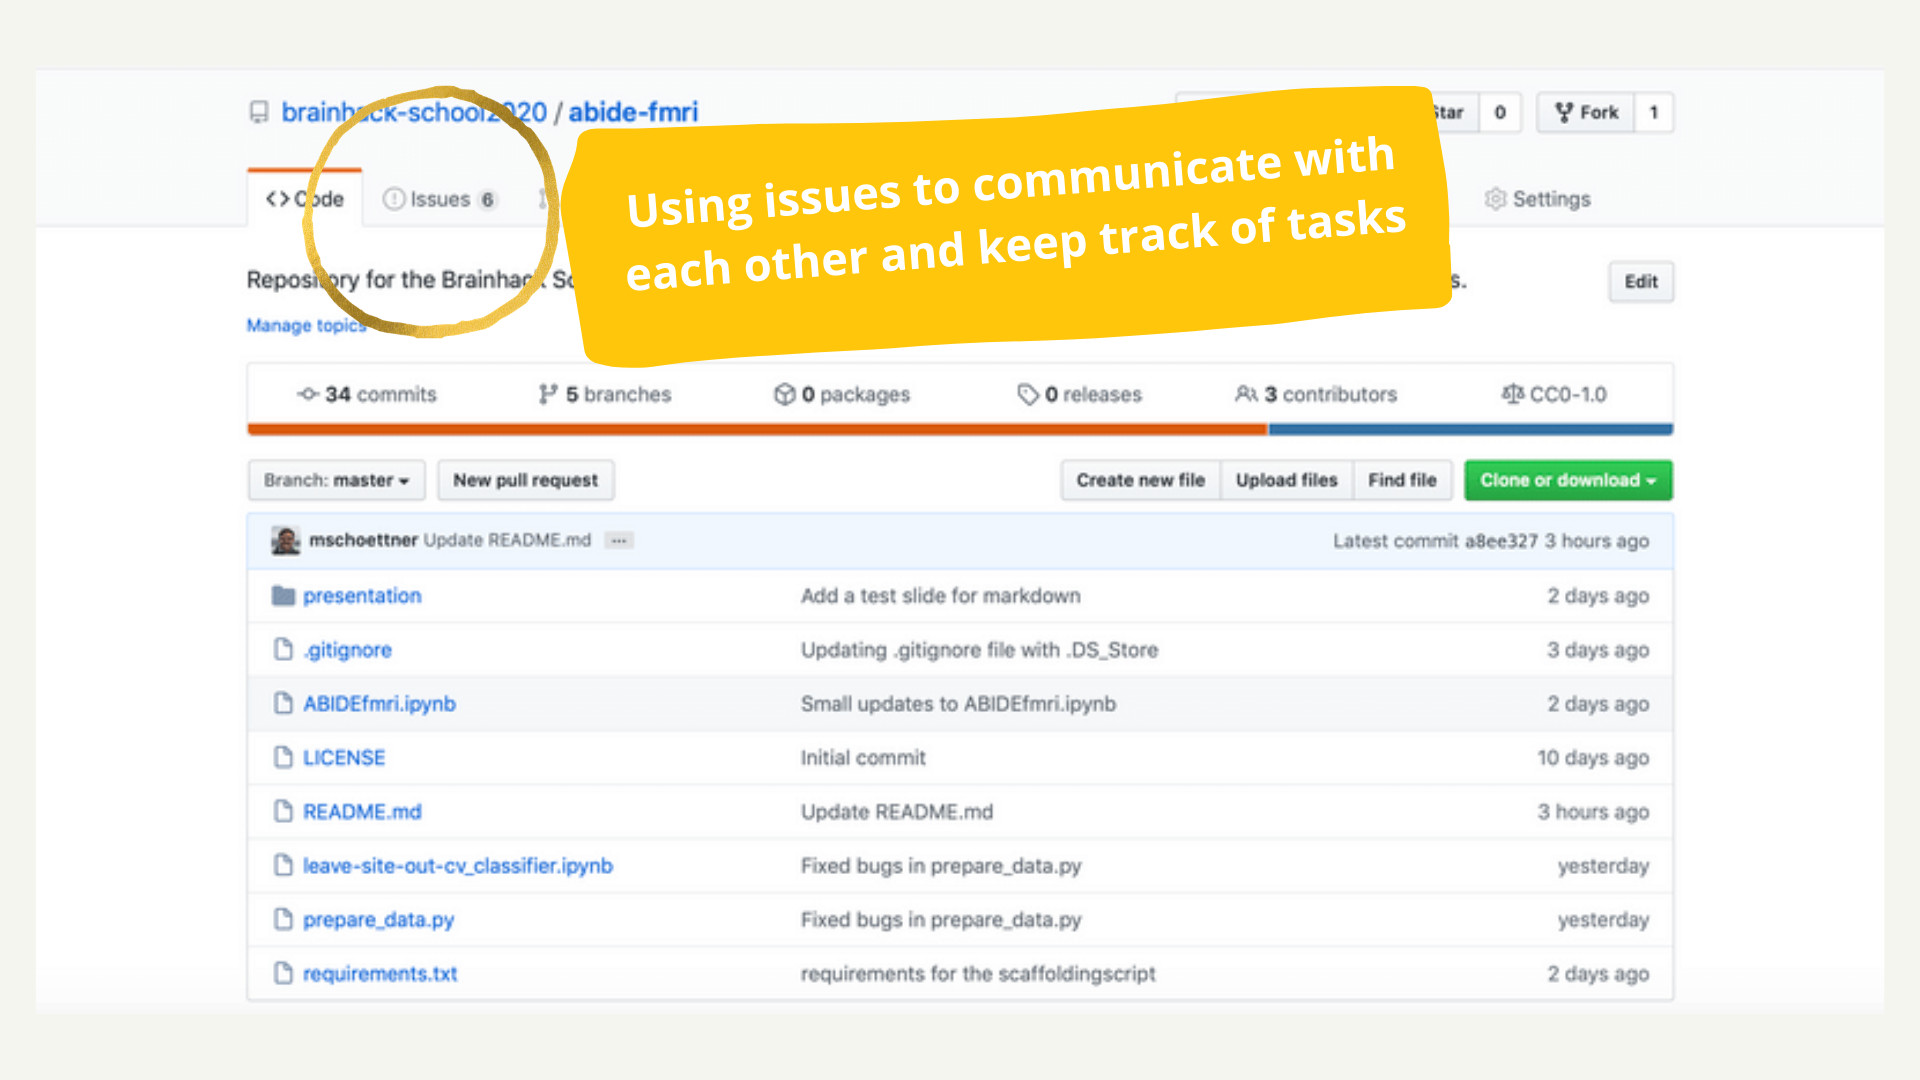 brainhack-school2020 / abide-fmri
Star 0 Fork 1
Using issues to communicate with
each other and keep track of tasks
<> Code Issues 6 Settings
Repository for the Brainhack s. Edit
Manage topics
34 commits 5 branches 0 packages 0 releases 3 contributors CC0-1.0
Branch: master New pull request Create new file Upload files Find file Clone or download
mschoettner Update README.md ... Latest commit a8ee327 3 hours ago
presentation Add a test slide for markdown 2 days ago
.gitignore Updating .gitignore file with .DS_Store 3 days ago
ABIDEfmri.ipynb Small updates to ABIDEfmri.ipynb 2 days ago
LICENSE Initial commit 10 days ago
README.md Update README.md 3 hours ago
leave-site-out-cv_classifier.ipynb Fixed bugs in prepare_data.py yesterday
prepare_data.py Fixed bugs in prepare_data.py yesterday
requirements.txt requirements for the scaffoldingscript 2 days ago